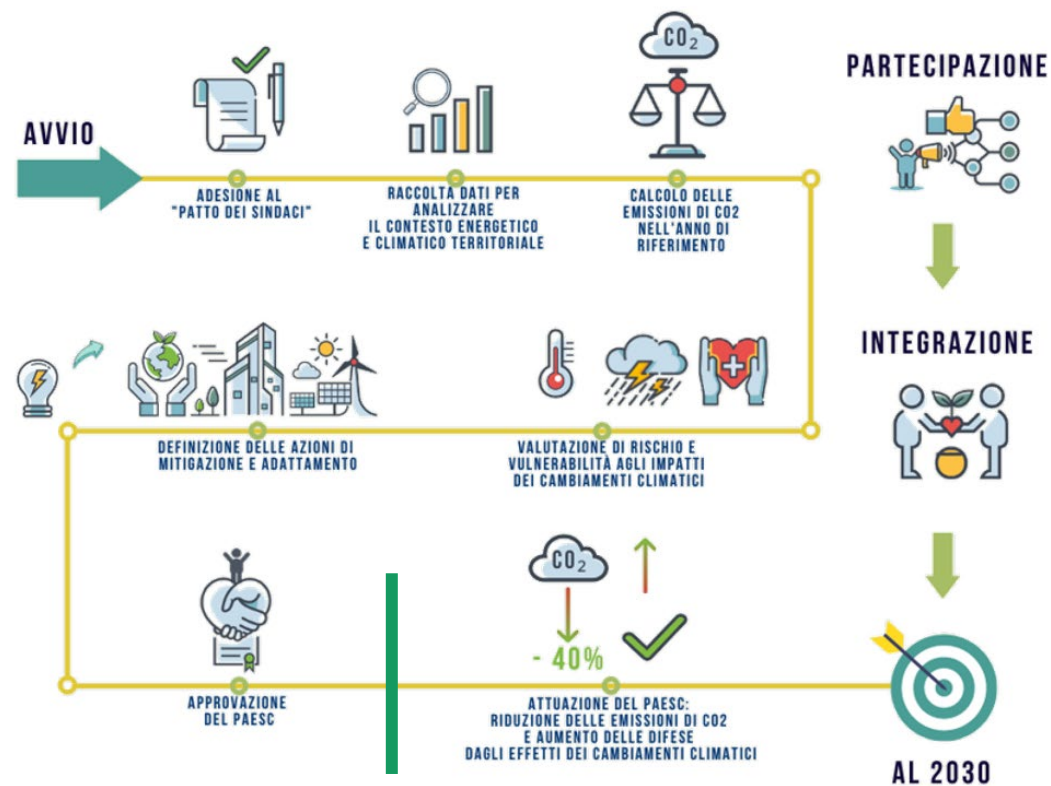 AVVIO
CO₂
PARTECIPAZIONE
ADESIONE AL
"PATTO DEI SINDACI"
RACCOLTA DATI PER
ANALIZZARE
IL CONTESTO ENERGETICO
E CLIMATICO TERRITORIALE
CALCOLO DELLE
EMISSIONI DI CO2
NELL'ANNO DI
RIFERIMENTO
INTEGRAZIONE
DEFINIZIONE DELLE AZIONI DI
MITIGAZIONE E ADATTAMENTO
VALUTAZIONE DI RISCHIO E
VULNERABILITÀ AGLI IMPATTI
DEI CAMBIAMENTI CLIMATICI
CO₂
- 40%
APPROVAZIONE
DEL PAESC
ATTUAZIONE DEL PAESC:
RIDUZIONE DELLE EMISSIONI DI CO2
E AUMENTO DELLE DIFESE
DAGLI EFFETTI DEI CAMBIAMENTI CLIMATICI
AL 2030